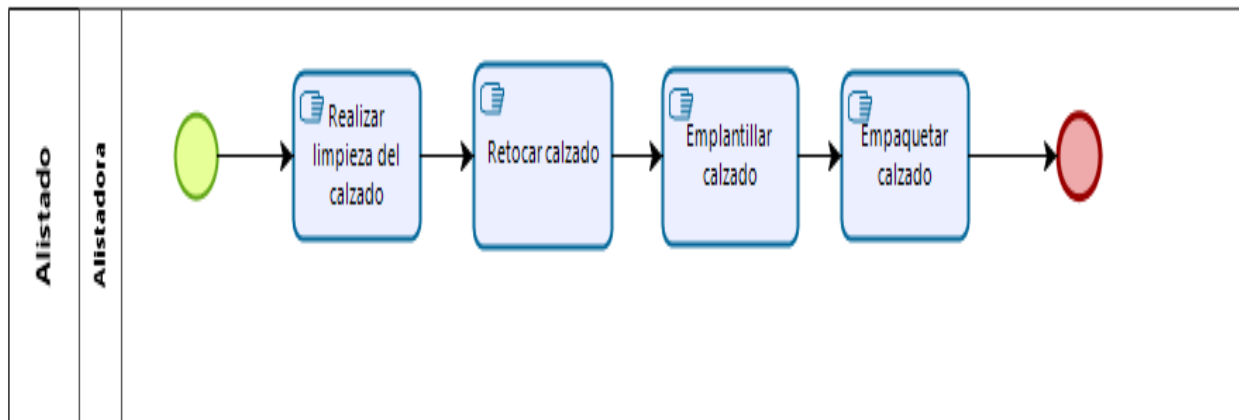 Alistado
Alistadora
Realizar
limpieza del
calzado
Retocar calzado
Emplantillar
calzado
Empaquetar
calzado